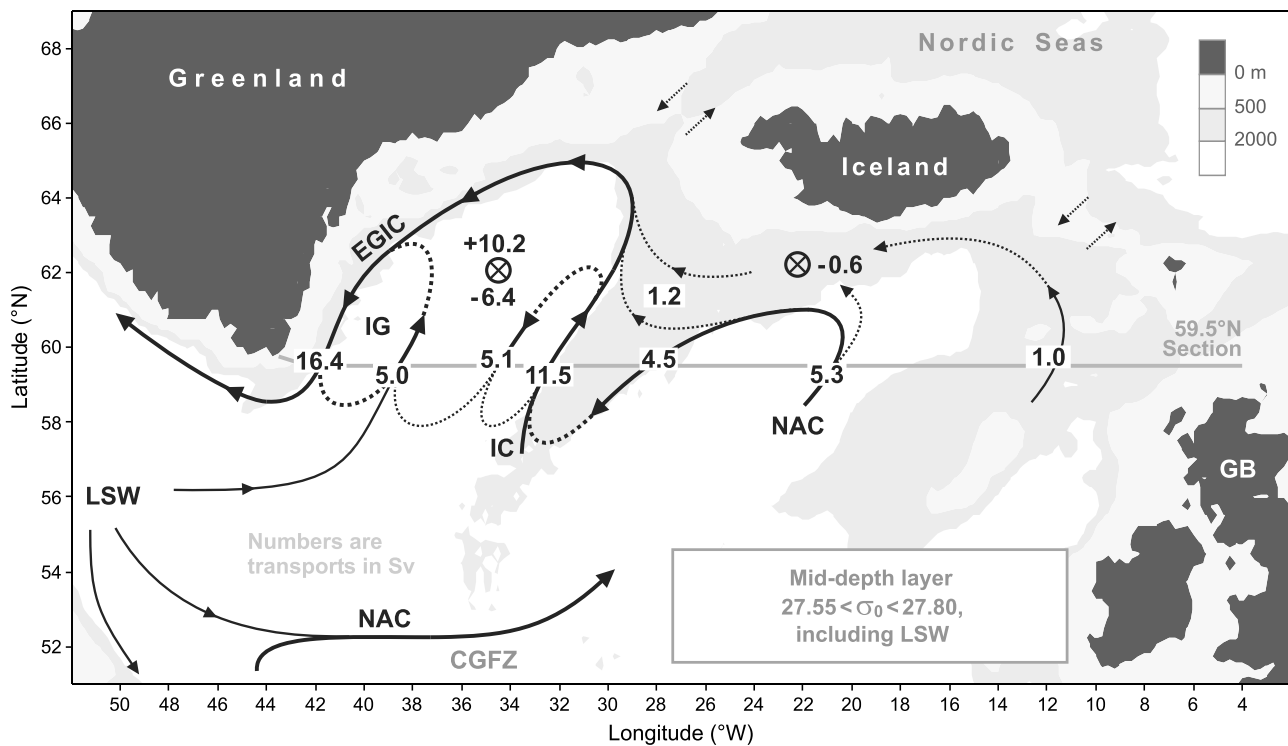 Nordic Seas
Greenland
0 m
500
2000
Iceland
EGIC
+10.2
-6.4
-0.6
1.2
IG
59.5°N
Section
16.4
5.0
5.1
11.5
4.5
5.3
1.0
NAC
IC
LSW
GB
Numbers are
transports in Sv
Mid-depth layer
27.55<σ₀<27.80,
including LSW
NAC
CGFZ
68
66
64
62
60
58
56
54
52
Latitude (°N)
50 48 46 44 42 40 38 36 34 32 30 28 26 24 22 20 18 16 14 12 10 8 6 4
Longitude (°W)